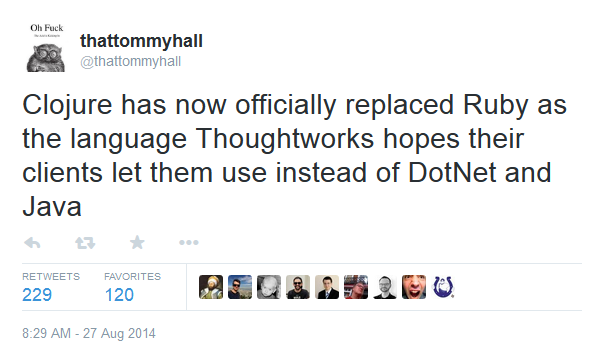 Oh Fuck
thattommyhall
@thattommyhall
Clojure has now officially replaced Ruby as
the language Thoughtworks hopes their
clients let them use instead of DotNet and
Java
RETWEETS FAVORITES
229 120
8:29 AM - 27 Aug 2014